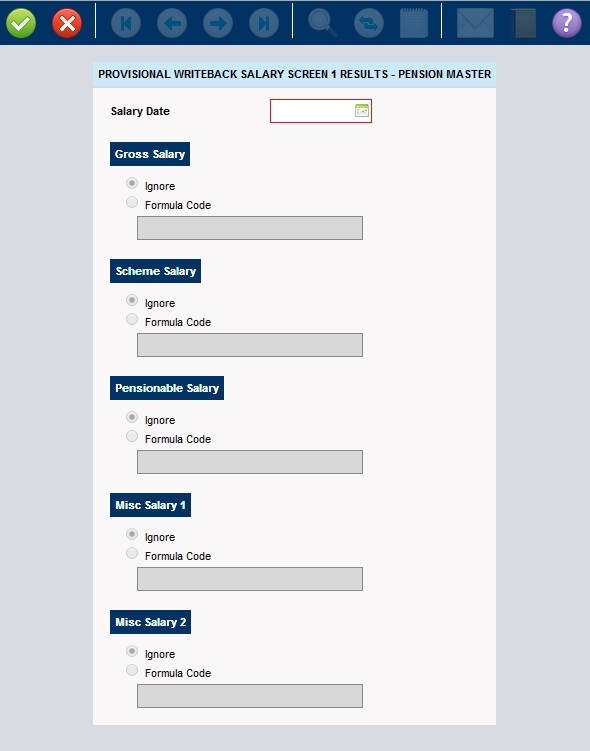 PROVISIONAL WRITEBACK SALARY SCREEN 1 RESULTS - PENSION MASTER
Salary Date
Gross Salary
Ignore
Formula Code
Scheme Salary
Ignore
Formula Code
Pensionable Salary
Ignore
Formula Code
Misc Salary 1
Ignore
Formula Code
Misc Salary 2
Ignore
Formula Code